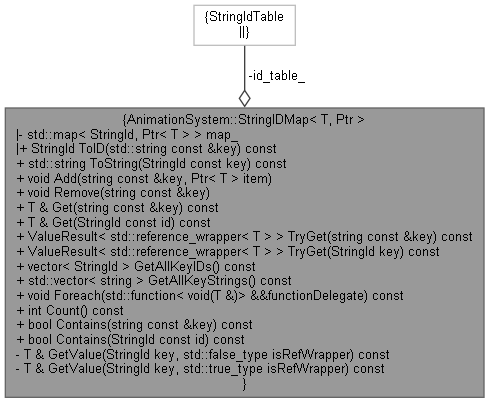 {StringIdTable
||}
-id_table_
{AnimationSystem::StringIDMap< T, Ptr >
|- std::map< StringId, Ptr< T > > map_
|+ StringId ToID(std::string const &key) const
+ std::string ToString(StringId const key) const
+ void Add(string const &key, Ptr< T > item)
+ void Remove(string const &key)
+ T & Get(string const &key) const
+ T & Get(StringId const id) const
+ ValueResult< std::reference_wrapper< T > > TryGet(string const &key) const
+ ValueResult< std::reference_wrapper< T > > TryGet(StringId key) const
+ vector< StringId > GetAllKeyIDs() const
+ std::vector< string > GetAllKeyStrings() const
+ void Foreach(std::function< void(T &)> &&functionDelegate) const
+ int Count() const
+ bool Contains(string const &key) const
+ bool Contains(StringId const id) const
- T & GetValue(StringId key, std::false_type isRefWrapper) const
- T & GetValue(StringId key, std::true_type isRefWrapper) const
}